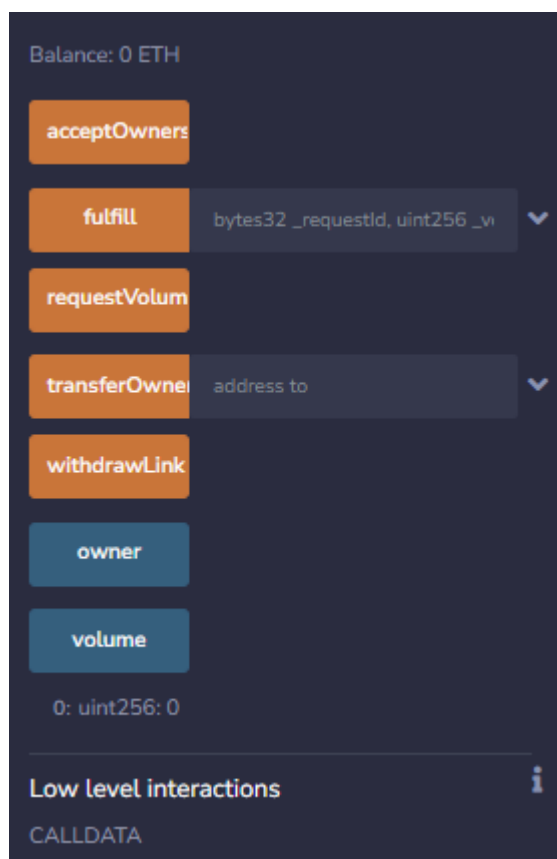 Balance: 0 ETH
acceptOwners
fulfill bytes32 _requestId, uint256 _v
requestVolum
transferOwner address to
withdrawLink
owner
volume
0: uint256: 0
Low level interactions
i
CALLDATA